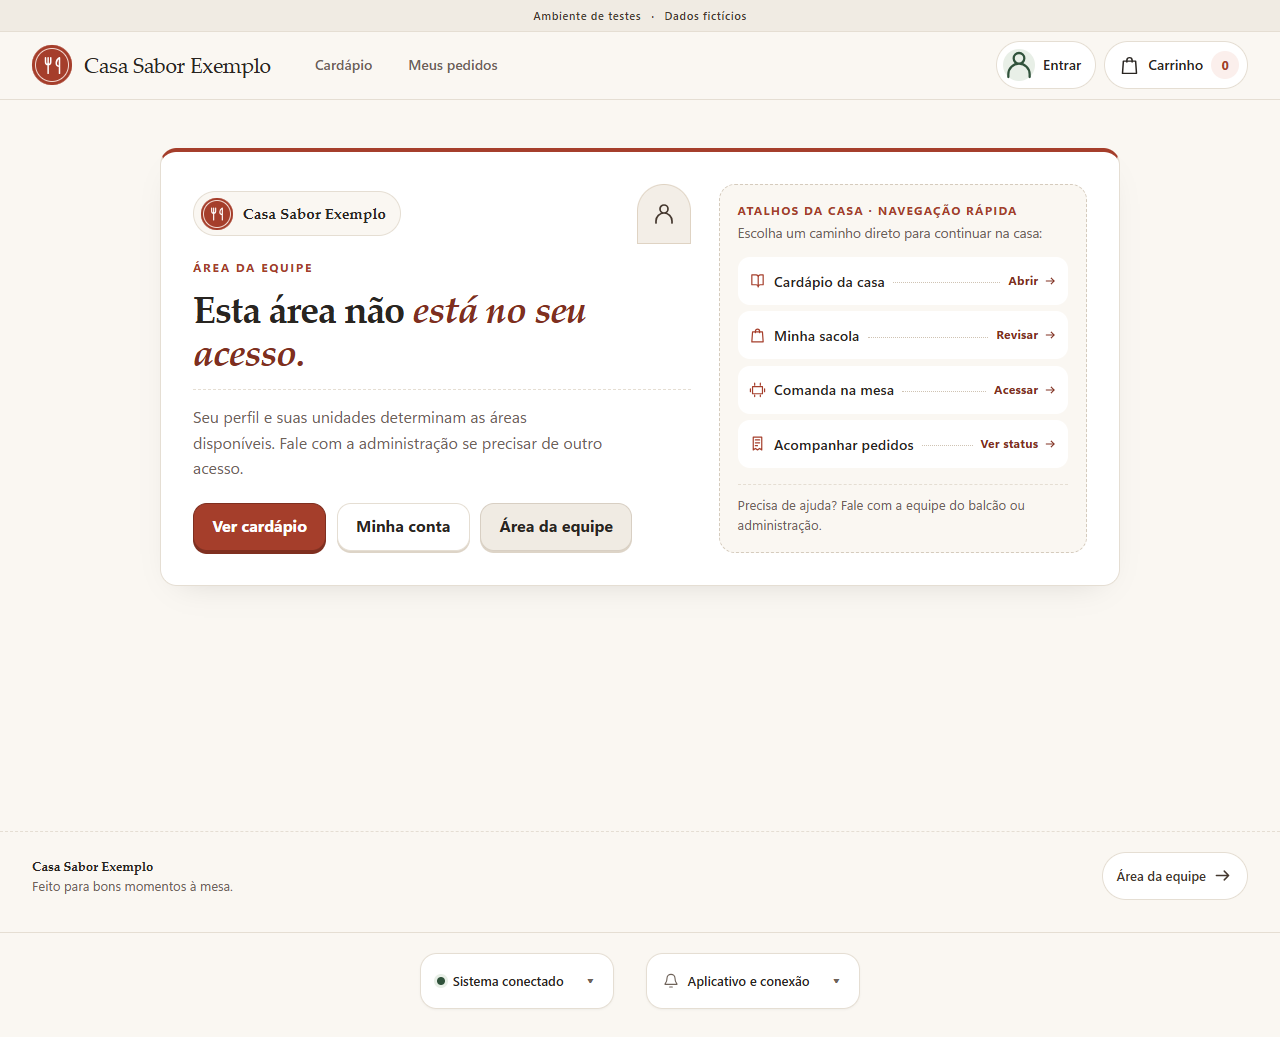 Ambiente de testes · Dados fictícios
Casa Sabor Exemplo
Cardápio
Meus pedidos
Entrar
Carrinho
0
Casa Sabor Exemplo
ÁREA DA EQUIPE
Esta área não está no seu
acesso.
Seu perfil e suas unidades determinam as áreas
disponíveis. Fale com a administração se precisar de outro
acesso.
Ver cardápio
Minha conta
Área da equipe
ATALHOS DA CASA · NAVEGAÇÃO RÁPIDA
Escolha um caminho direto para continuar na casa:
Cardápio da casa
Abrir →
Minha sacola
Revisar →
Comanda na mesa
Acessar →
Acompanhar pedidos
Ver status →
Precisa de ajuda? Fale com a equipe do balcão ou
administração.
Casa Sabor Exemplo
Feito para bons momentos à mesa.
Área da equipe →
Sistema conectado
Aplicativo e conexão